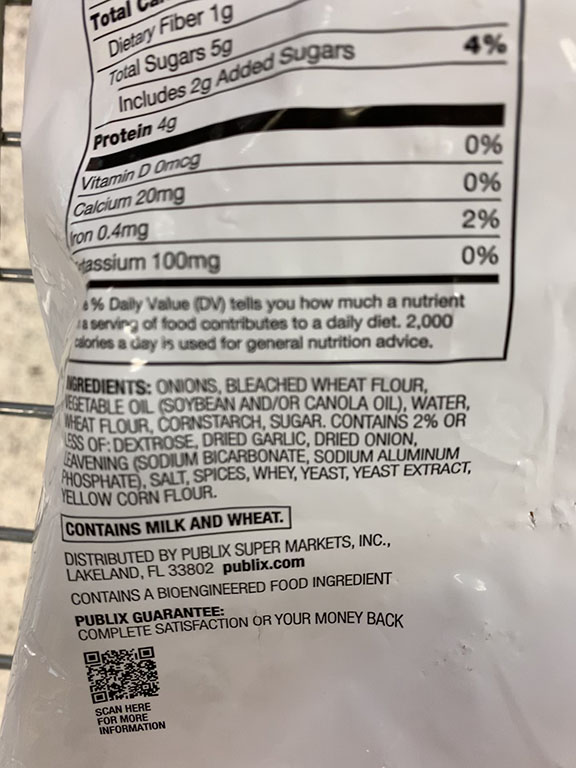 Total
Dietary Fiber 1g
Total Sugars 5g
Includes 2g Added Sugars 4%
Protein 4g
Vitamin D 0mcg 0%
Calcium 20mg 0%
Iron 0.4mg 2%
tassium 100mg 0%
% Daily Value (DV) tells you how much a nutrient
a serving of food contributes to a daily diet. 2,000
calories a day is used for general nutrition advice.
INGREDIENTS: ONIONS, BLEACHED WHEAT FLOUR,
VEGETABLE OIL (SOYBEAN AND/OR CANOLA OIL), WATER,
WHEAT FLOUR, CORNSTARCH, SUGAR. CONTAINS 2% OR
LESS OF: DEXTROSE, DRIED GARLIC, DRIED ONION,
LEAVENING (SODIUM BICARBONATE, SODIUM ALUMINUM
PHOSPHATE), SALT, SPICES, WHEY, YEAST, YEAST EXTRACT,
YELLOW CORN FLOUR.
CONTAINS MILK AND WHEAT.
DISTRIBUTED BY PUBLIX SUPER MARKETS, INC.,
LAKELAND, FL 33802 publix.com
CONTAINS A BIOENGINEERED FOOD INGREDIENT
PUBLIX GUARANTEE:
COMPLETE SATISFACTION OR YOUR MONEY BACK
SCAN HERE
FOR MORE
INFORMATION